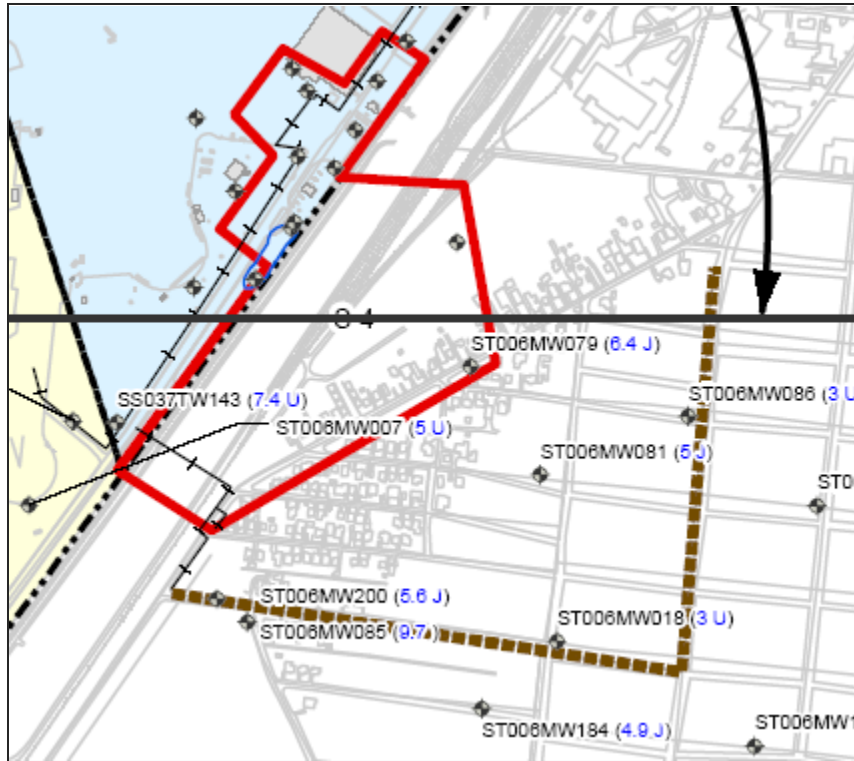 ST006MW079 (6.4 J)
ST006MW086 (3 U
SS037TW143 (7.4 U)
ST006MW007 (5 U)
ST006MW081 (5 J)
ST0
ST006MW200 (5.6 J)
ST006MW018 (3 U)
ST006MW085 (9.7 )
ST006MW184 (4.9 J)
ST006MW1